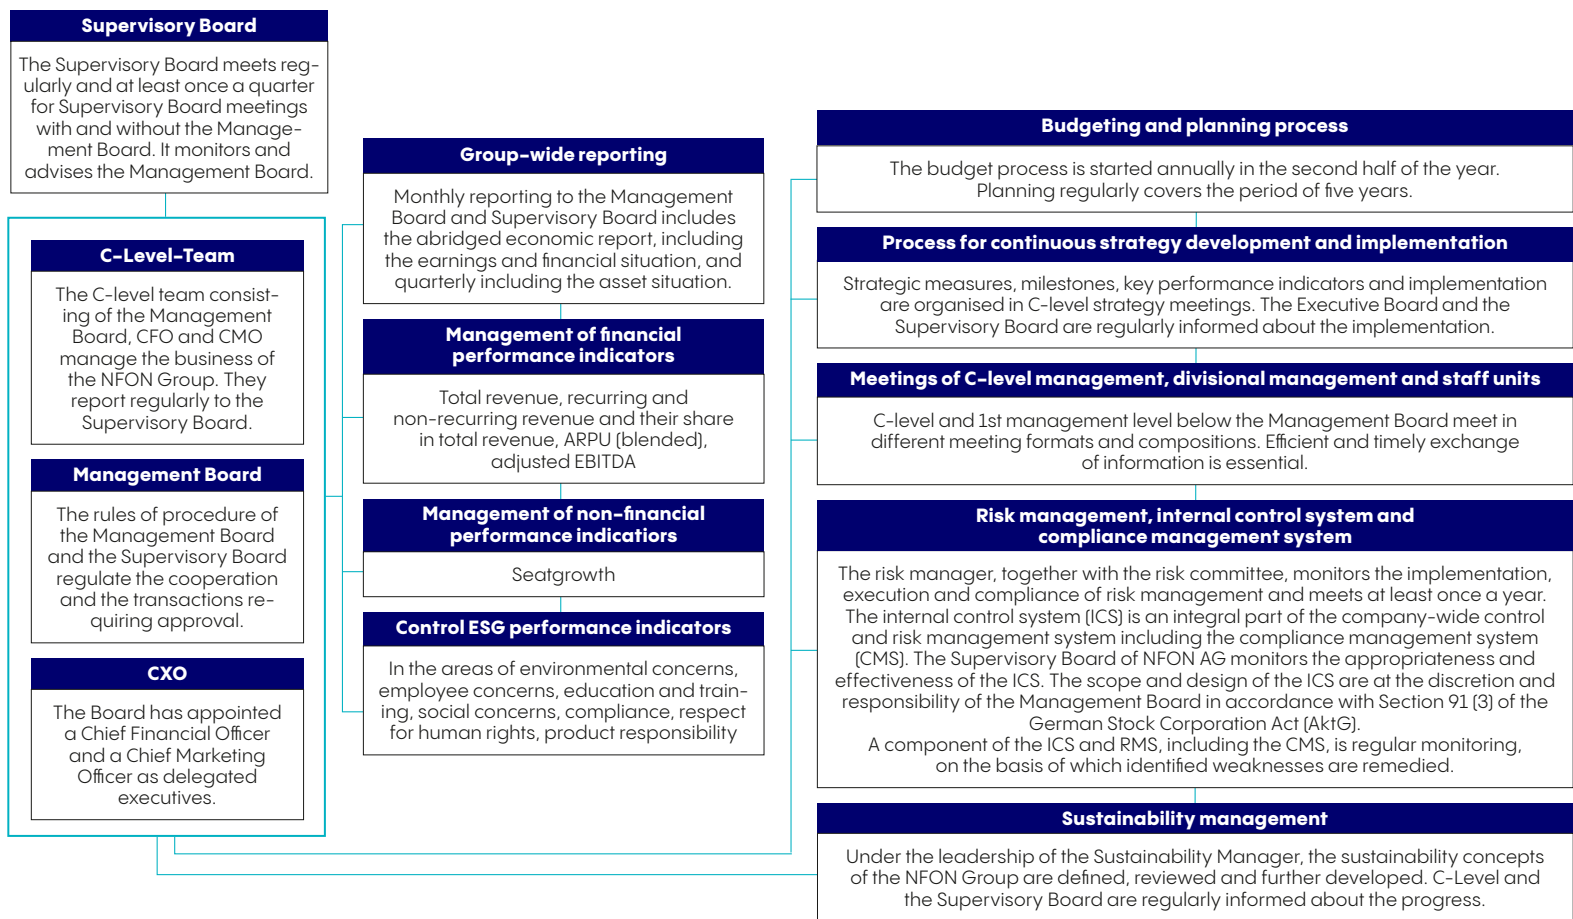 Supervisory Board
The Supervisory Board meets reg-
ularly and at least once a quarter
for Supervisory Board meetings
with and without the Manage-
ment Board. It monitors and
advises the Management Board.
C-Level-Team
The C-level team consist-
ing of the Management
Board, CFO and CMO
manage the business of
the NFON Group. They
report regularly to the
Supervisory Board.
Management Board
The rules of procedure of
the Management Board
and the Supervisory Board
regulate the cooperation
and the transactions re-
quiring approval.
CXO
The Board has appointed
a Chief Financial Officer
and a Chief Marketing
Officer as delegated
executives.
Group-wide reporting
Monthly reporting to the Management
Board and Supervisory Board includes
the abridged economic report, including
the earnings and financial situation, and
quarterly including the asset situation.
Management of financial
performance indicators
Total revenue, recurring and
non-recurring revenue and their share
in total revenue, ARPU (blended),
adjusted EBITDA
Management of non-financial
performance indicatiors
Seatgrowth
Control ESG performance indicators
In the areas of environmental concerns,
employee concerns, education and train-
ing, social concerns, compliance, respect
for human rights, product responsibility
Budgeting and planning process
The budget process is started annually in the second half of the year.
Planning regularly covers the period of five years.
Process for continuous strategy development and implementation
Strategic measures, milestones, key performance indicators and implementation
are organised in C-level strategy meetings. The Executive Board and the
Supervisory Board are regularly informed about the implementation.
Meetings of C-level management, divisional management and staff units
C-level and 1st management level below the Management Board meet in
different meeting formats and compositions. Efficient and timely exchange
of information is essential.
Risk management, internal control system and
compliance management system
The risk manager, together with the risk committee, monitors the implementation,
execution and compliance of risk management and meets at least once a year.
The internal control system (ICS) is an integral part of the company-wide control
and risk management system including the compliance management system
(CMS). The Supervisory Board of NFON AG monitors the appropriateness and
effectiveness of the ICS. The scope and design of the ICS are at the discretion and
responsibility of the Management Board in accordance with Section 91 (3) of the
German Stock Corporation Act (AktG).
A component of the ICS and RMS, including the CMS, is regular monitoring,
on the basis of which identified weaknesses are remedied.
Sustainability management
Under the leadership of the Sustainability Manager, the sustainability concepts
of the NFON Group are defined, reviewed and further developed. C-Level and
the Supervisory Board are regularly informed about the progress.